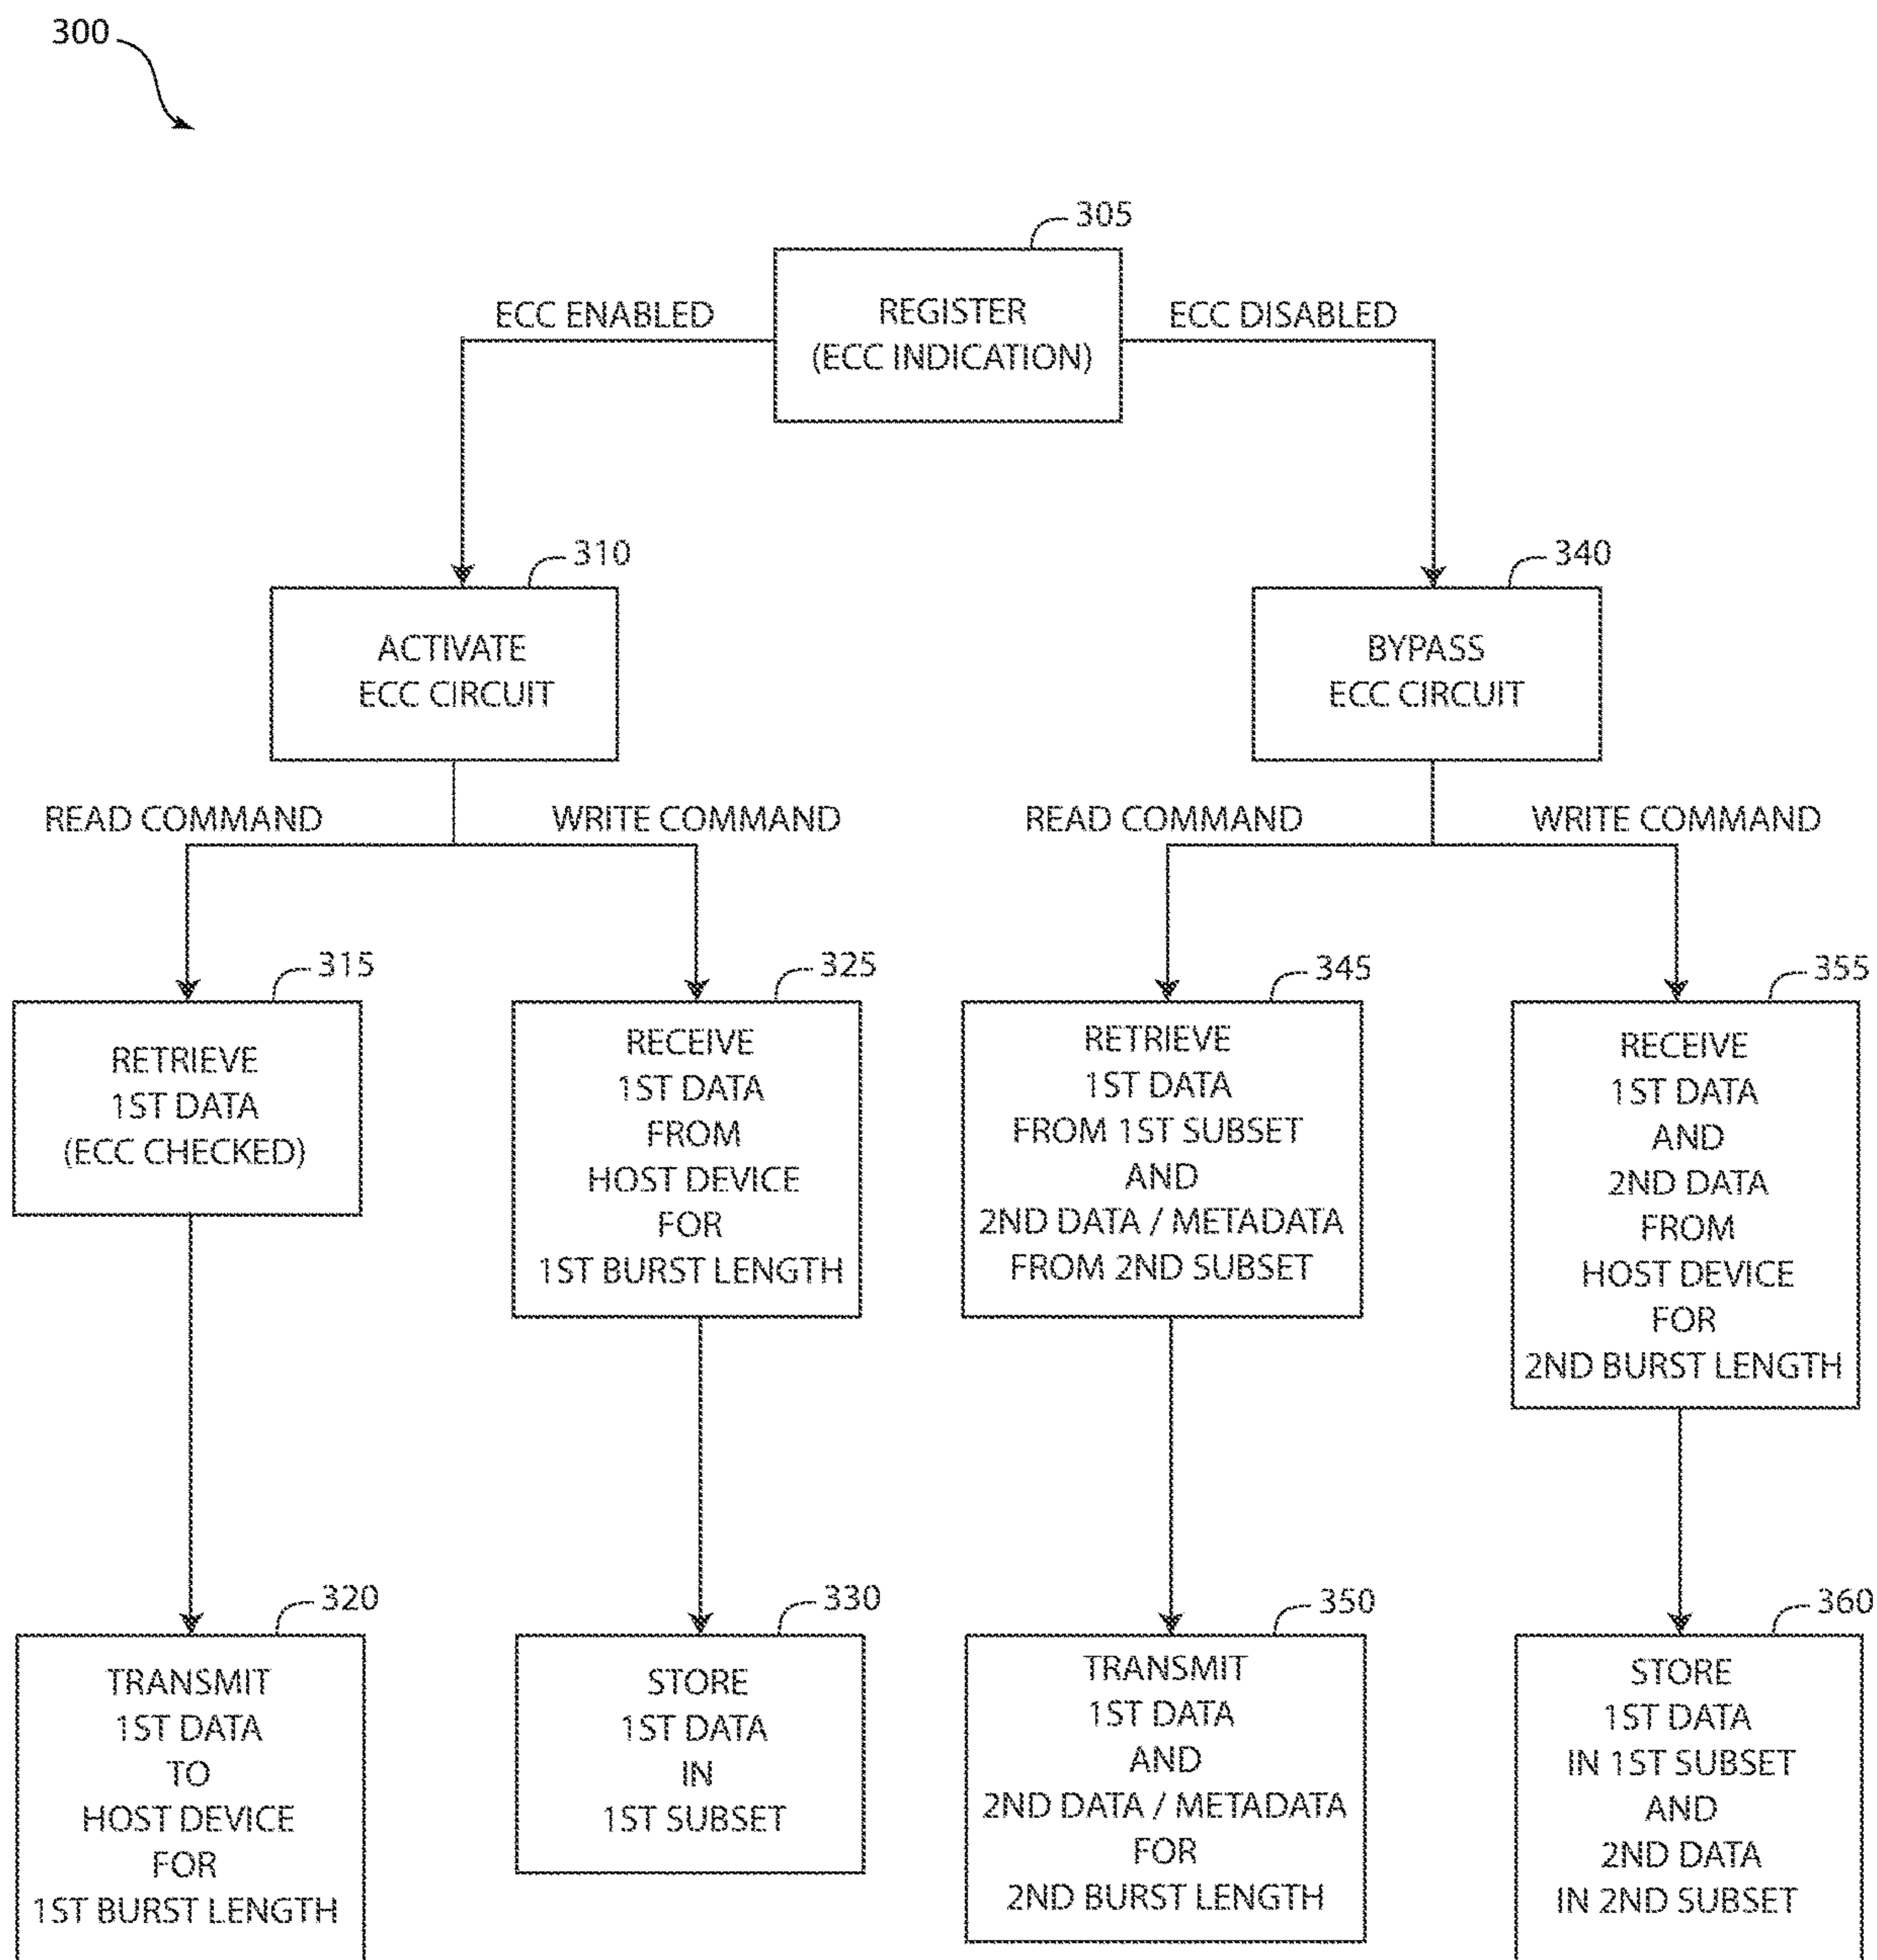 300
305
REGISTER
(ECC INDICATION)
ECC ENABLED
ECC DISABLED
310
ACTIVATE
ECC CIRCUIT
340
BYPASS
ECC CIRCUIT
READ COMMAND
WRITE COMMAND
READ COMMAND
WRITE COMMAND
315
RETRIEVE
1ST DATA
(ECC CHECKED)
325
RECEIVE
1ST DATA
FROM
HOST DEVICE
FOR
1ST BURST LENGTH
345
RETRIEVE
1ST DATA
FROM 1ST SUBSET
AND
2ND DATA / METADATA
FROM 2ND SUBSET
355
RECEIVE
1ST DATA
AND
2ND DATA
FROM
HOST DEVICE
FOR
2ND BURST LENGTH
320
TRANSMIT
1ST DATA
TO
HOST DEVICE
FOR
1ST BURST LENGTH
330
STORE
1ST DATA
IN
1ST SUBSET
350
TRANSMIT
1ST DATA
AND
2ND DATA / METADATA
FOR
2ND BURST LENGTH
360
STORE
1ST DATA
IN 1ST SUBSET
AND
2ND DATA
IN 2ND SUBSET